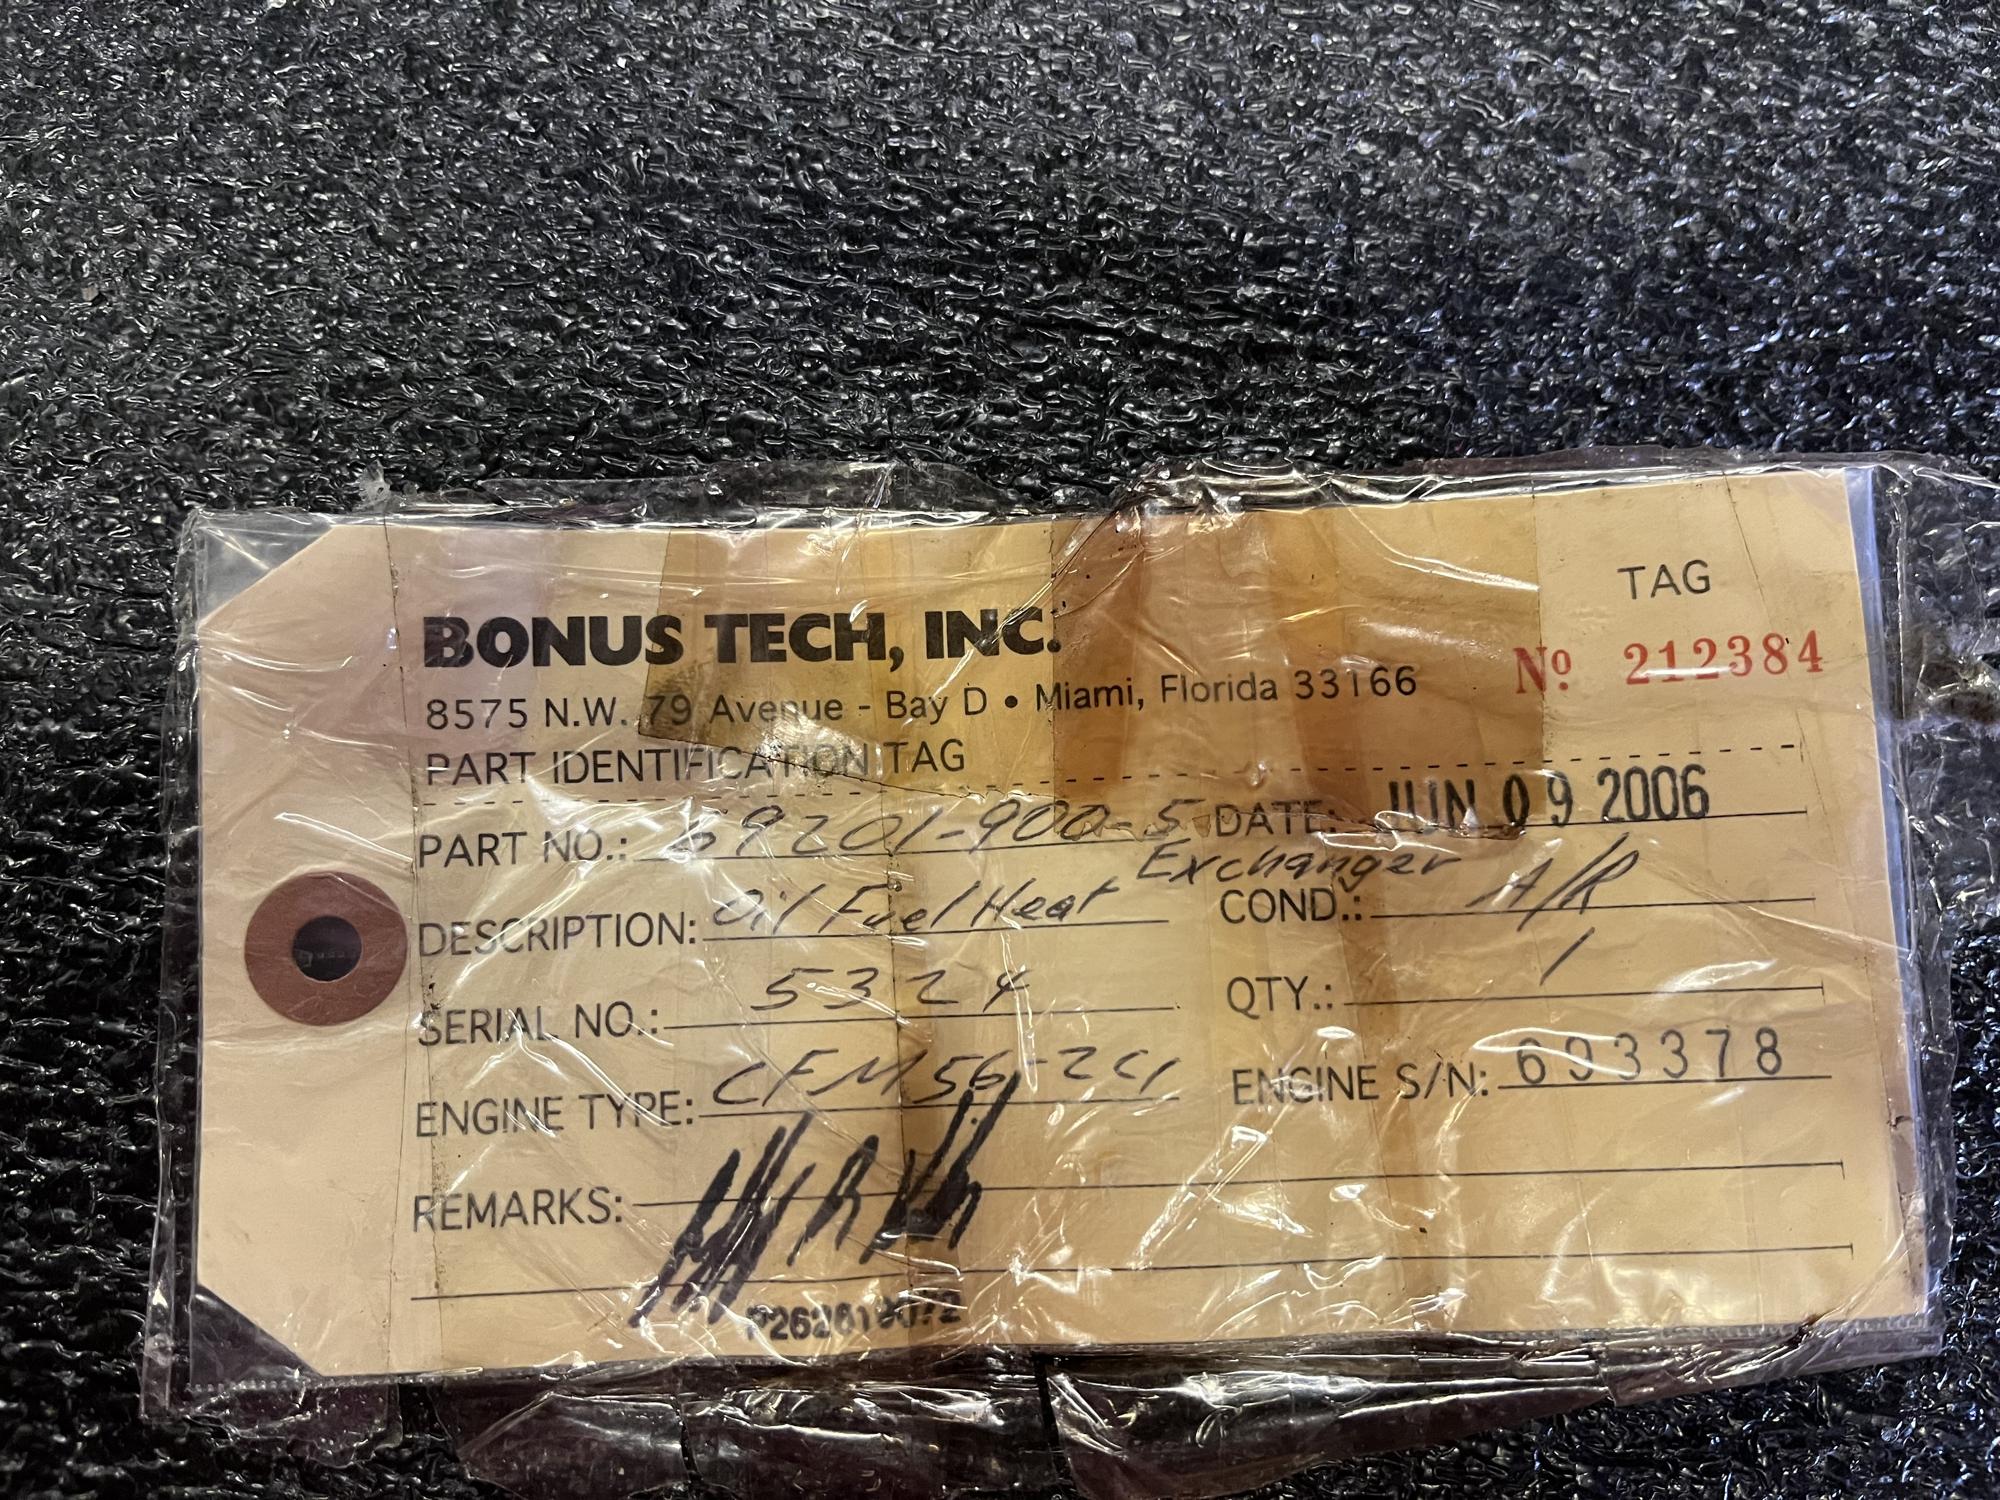 BONUS TECH, INC.
8575 N.W. 79 Avenue - Bay D • Miami, Florida 33166
TAG
Nº 212384
PART IDENTIFICATION TAG
PART NO.: 59201-900-5 DATE: JUN 09 2006
DESCRIPTION: Oil Fuel Heat Exchanger COND.: A/R
SERIAL NO.: 5324 QTY.: 1
ENGINE TYPE: CFM56-2C1 ENGINE S/N: 693378
REMARKS: